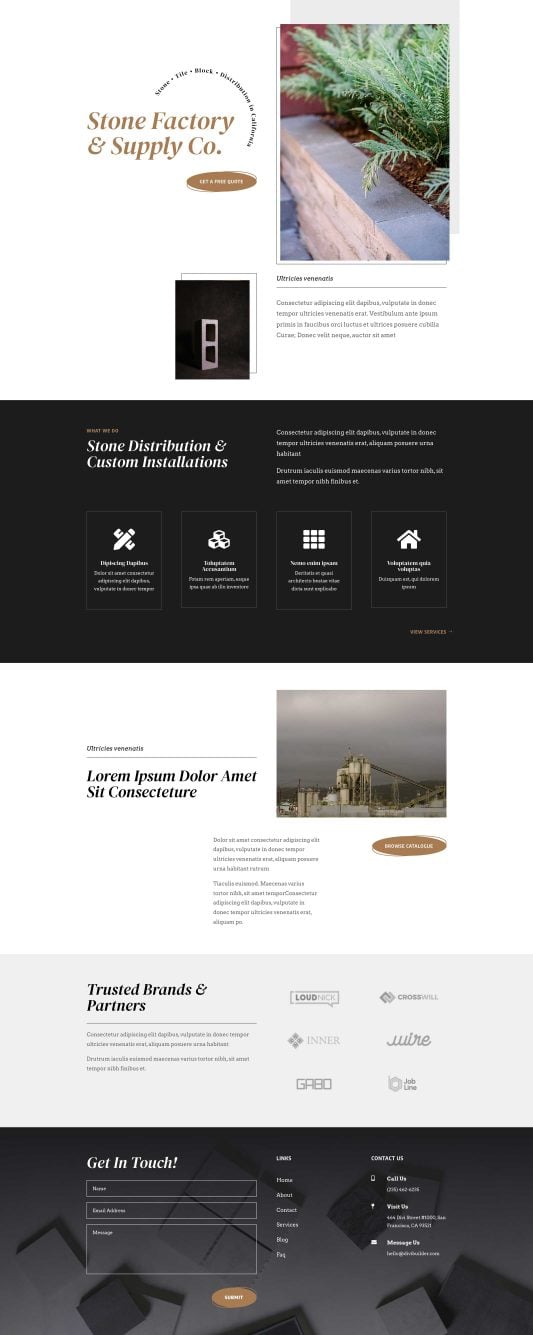 Stone • Tile • Block • Distribution in California
Stone Factory
& Supply Co.
GET A FREE QUOTE
Ultricies venenatis
Consectetur adipiscing elit dapibus, vulputate in donec
tempor ultricies venenatis erat. Vestibulum ante ipsum
primis in faucibus orci luctus et ultrices posuere cubilia
Curae; Donec velit neque, auctor sit amet
WHAT WE DO
Stone Distribution &
Custom Installations
Consectetur adipiscing elit dapibus, vulputate in donec
tempor ultricies venenatis erat, aliquam posuere urna
habitant
Drutrum iaculis euismod maecenas varius tortor nibh, sit
amet tempor nibh finibus et.
Dipiscing Dapibus
Dolor sit amet consectetur
adipiscing elit dapibus,
vulputate in donec tempor
Voluptatem
Accusantium
Fotam rem aperiam, eaque
ipsa quae ab illo inventore
Nemo enim ipsam
Deritatis et quasi
architecto beatae vitae
dicta sunt explicabo
Voluptatem quia
voluptas
Duisquam est, qui dolorem
ipsum
VIEW SERVICES →
Ultricies venenatis
Lorem Ipsum Dolor Amet
Sit Consecteture
Dolor sit amet consectetur adipiscing elit
dapibus, vulputate in donec tempor
ultricies venenatis erat, aliquam posuere
urna habitant rutrum
Tiaculis euismod. Maecenas varius
tortor nibh, sit amet temporConsectetur
adipiscing elit dapibus, vulputate in
donec tempor ultricies venenatis erat,
aliquam po.
BROWSE CATALOGUE
Trusted Brands &
Partners
Consectetur adipiscing elit dapibus, vulputate in donec tempor
ultricies venenatis erat, aliquam posuere urna habitant
Drutrum iaculis euismod maecenas varius tortor nibh, sit amet
tempor nibh finibus et.
LOUDNICK
CROSSWILL
INNER
wire
GABO
Job
Line
Get In Touch!
Name
Email Address
Message
SUBMIT
LINKS
Home
About
Contact
Services
Blog
Faq
CONTACT US
Call Us
(235) 462-6235
Visit Us
464 Divi Street #1000, San
Francisco, CA 93521
Message Us
hello@divibuilder.com